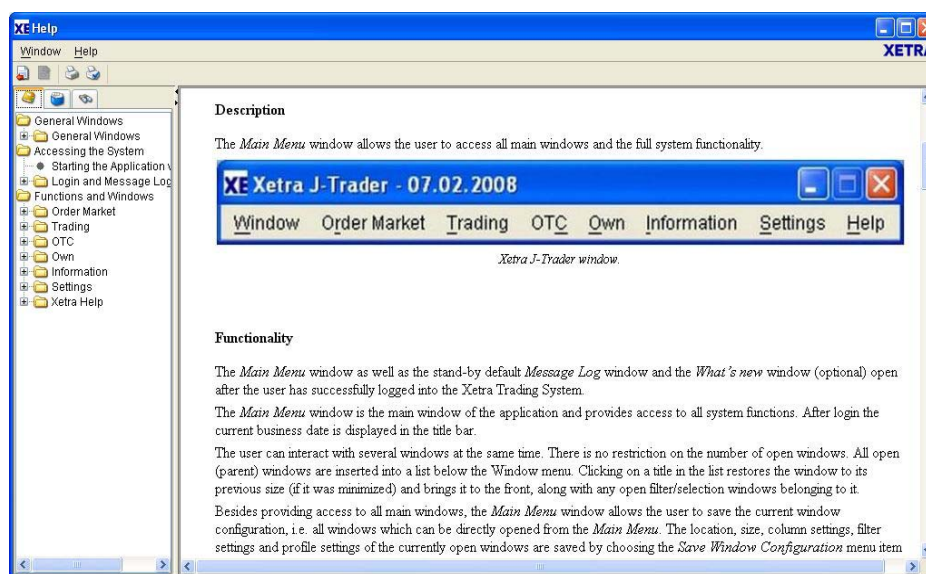 XE Help
Window Help
XETRA
General Windows
General Windows
Accessing the System
Starting the Application
Login and Message Log
Functions and Windows
Order Market
Trading
OTC
Own
Information
Settings
Xetra Help
Description
The Main Menu window allows the user to access all main windows and the full system functionality.
XE Xetra J-Trader - 07.02.2008
Window Order Market Trading OTC Own Information Settings Help
Xetra J-Trader window.
Functionality
The Main Menu window as well as the stand-by default Message Log window and the What's new window (optional) open
after the user has successfully logged into the Xetra Trading System.
The Main Menu window is the main window of the application and provides access to all system functions. After login the
current business date is displayed in the title bar.
The user can interact with several windows at the same time. There is no restriction on the number of open windows. All open
(parent) windows are inserted into a list below the Window menu. Clicking on a title in the list restores the window to its
previous size (if it was minimized) and brings it to the front, along with any open filter/selection windows belonging to it.
Besides providing access to all main windows, the Main Menu window allows the user to save the current window
configuration, i.e. all windows which can be directly opened from the Main Menu. The location, size, column settings, filter
settings and profile settings of the currently open windows are saved by choosing the Save Window Configuration menu item